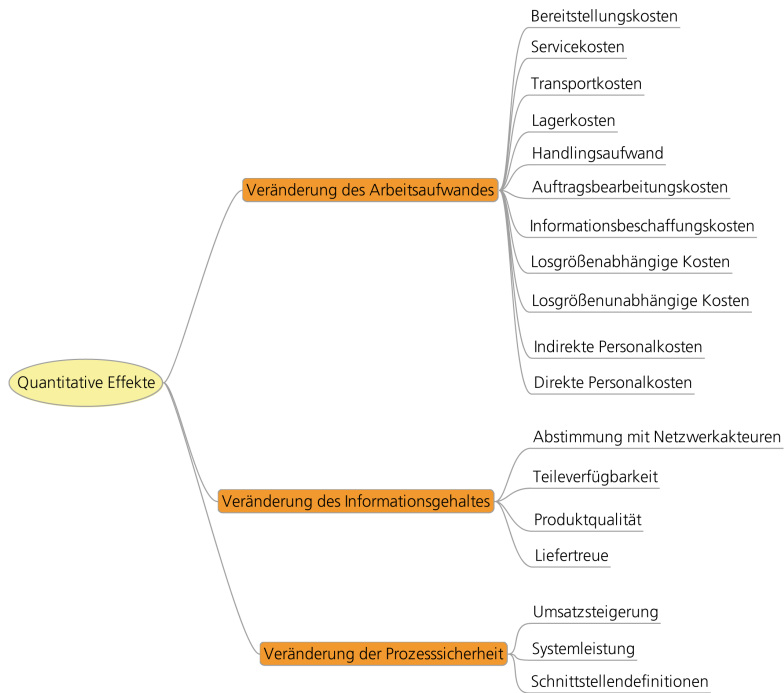 Quantitative Effekte
Veränderung des Arbeitsaufwandes
Bereitstellungskosten
Servicekosten
Transportkosten
Lagerkosten
Handlingsaufwand
Auftragsbearbeitungskosten
Informationsbeschaffungskosten
Losgrößenabhängige Kosten
Losgrößenunabhängige Kosten
Indirekte Personalkosten
Direkte Personalkosten
Veränderung des Informationsgehaltes
Abstimmung mit Netzwerkakteuren
Teileverfügbarkeit
Produktqualität
Liefertreue
Veränderung der Prozesssicherheit
Umsatzsteigerung
Systemleistung
Schnittstellendefinitionen